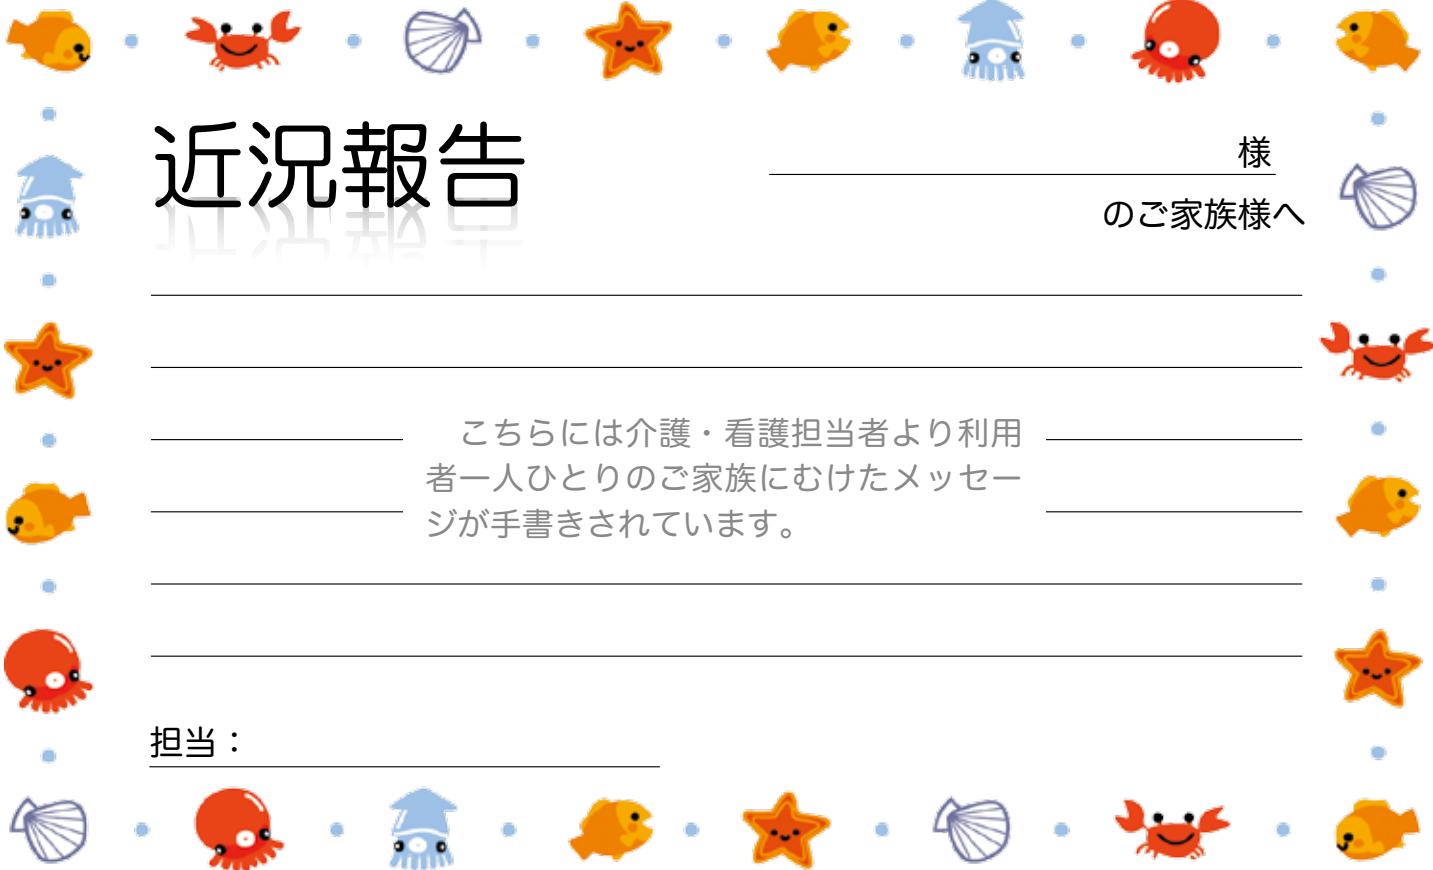 近況報告
様
のご家族様へ
こちらには介護・看護担当者より利用
者一人ひとりのご家族にむけたメッセー
ジが手書きされています。
担当：